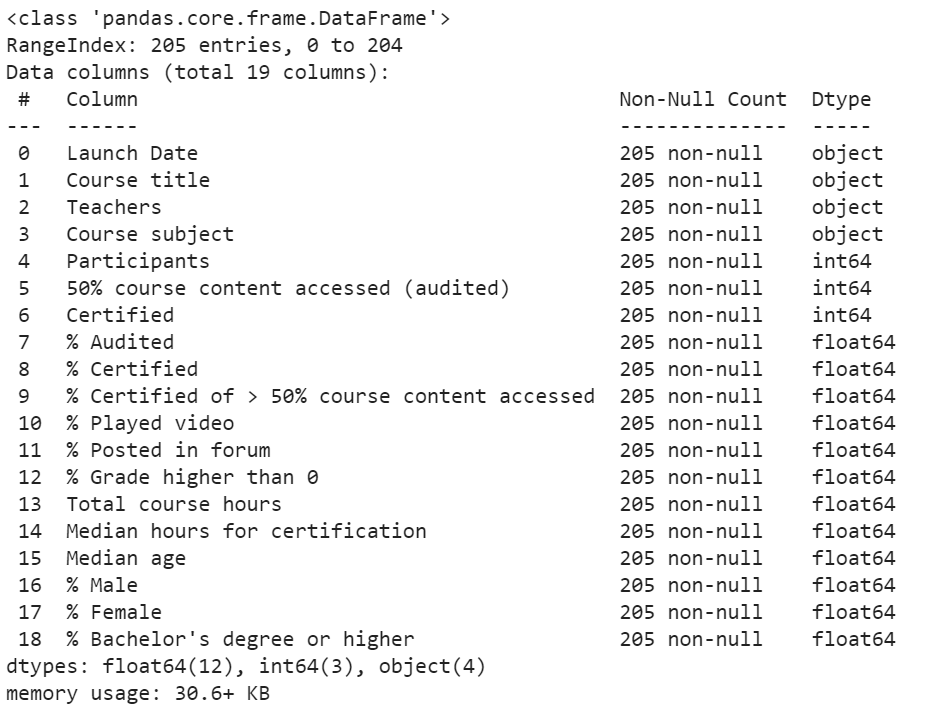 <class 'pandas.core.frame.DataFrame'>
RangeIndex: 205 entries, 0 to 204
Data columns (total 19 columns):
 #   Column                                      Non-Null Count  Dtype
---  ------                                      --------------  -----
 0   Launch Date                                 205 non-null    object
 1   Course title                                205 non-null    object
 2   Teachers                                    205 non-null    object
 3   Course subject                              205 non-null    object
 4   Participants                                205 non-null    int64
 5   50% course content accessed (audited)       205 non-null    int64
 6   Certified                                   205 non-null    int64
 7   % Audited                                   205 non-null    float64
 8   % Certified                                 205 non-null    float64
 9   % Certified of > 50% course content accessed  205 non-null    float64
 10  % Played video                              205 non-null    float64
 11  % Posted in forum                           205 non-null    float64
 12  % Grade higher than 0                       205 non-null    float64
 13  Total course hours                          205 non-null    float64
 14  Median hours for certification              205 non-null    float64
 15  Median age                                  205 non-null    float64
 16  % Male                                      205 non-null    float64
 17  % Female                                    205 non-null    float64
 18  % Bachelor's degree or higher               205 non-null    float64
dtypes: float64(12), int64(3), object(4)
memory usage: 30.6+ KB